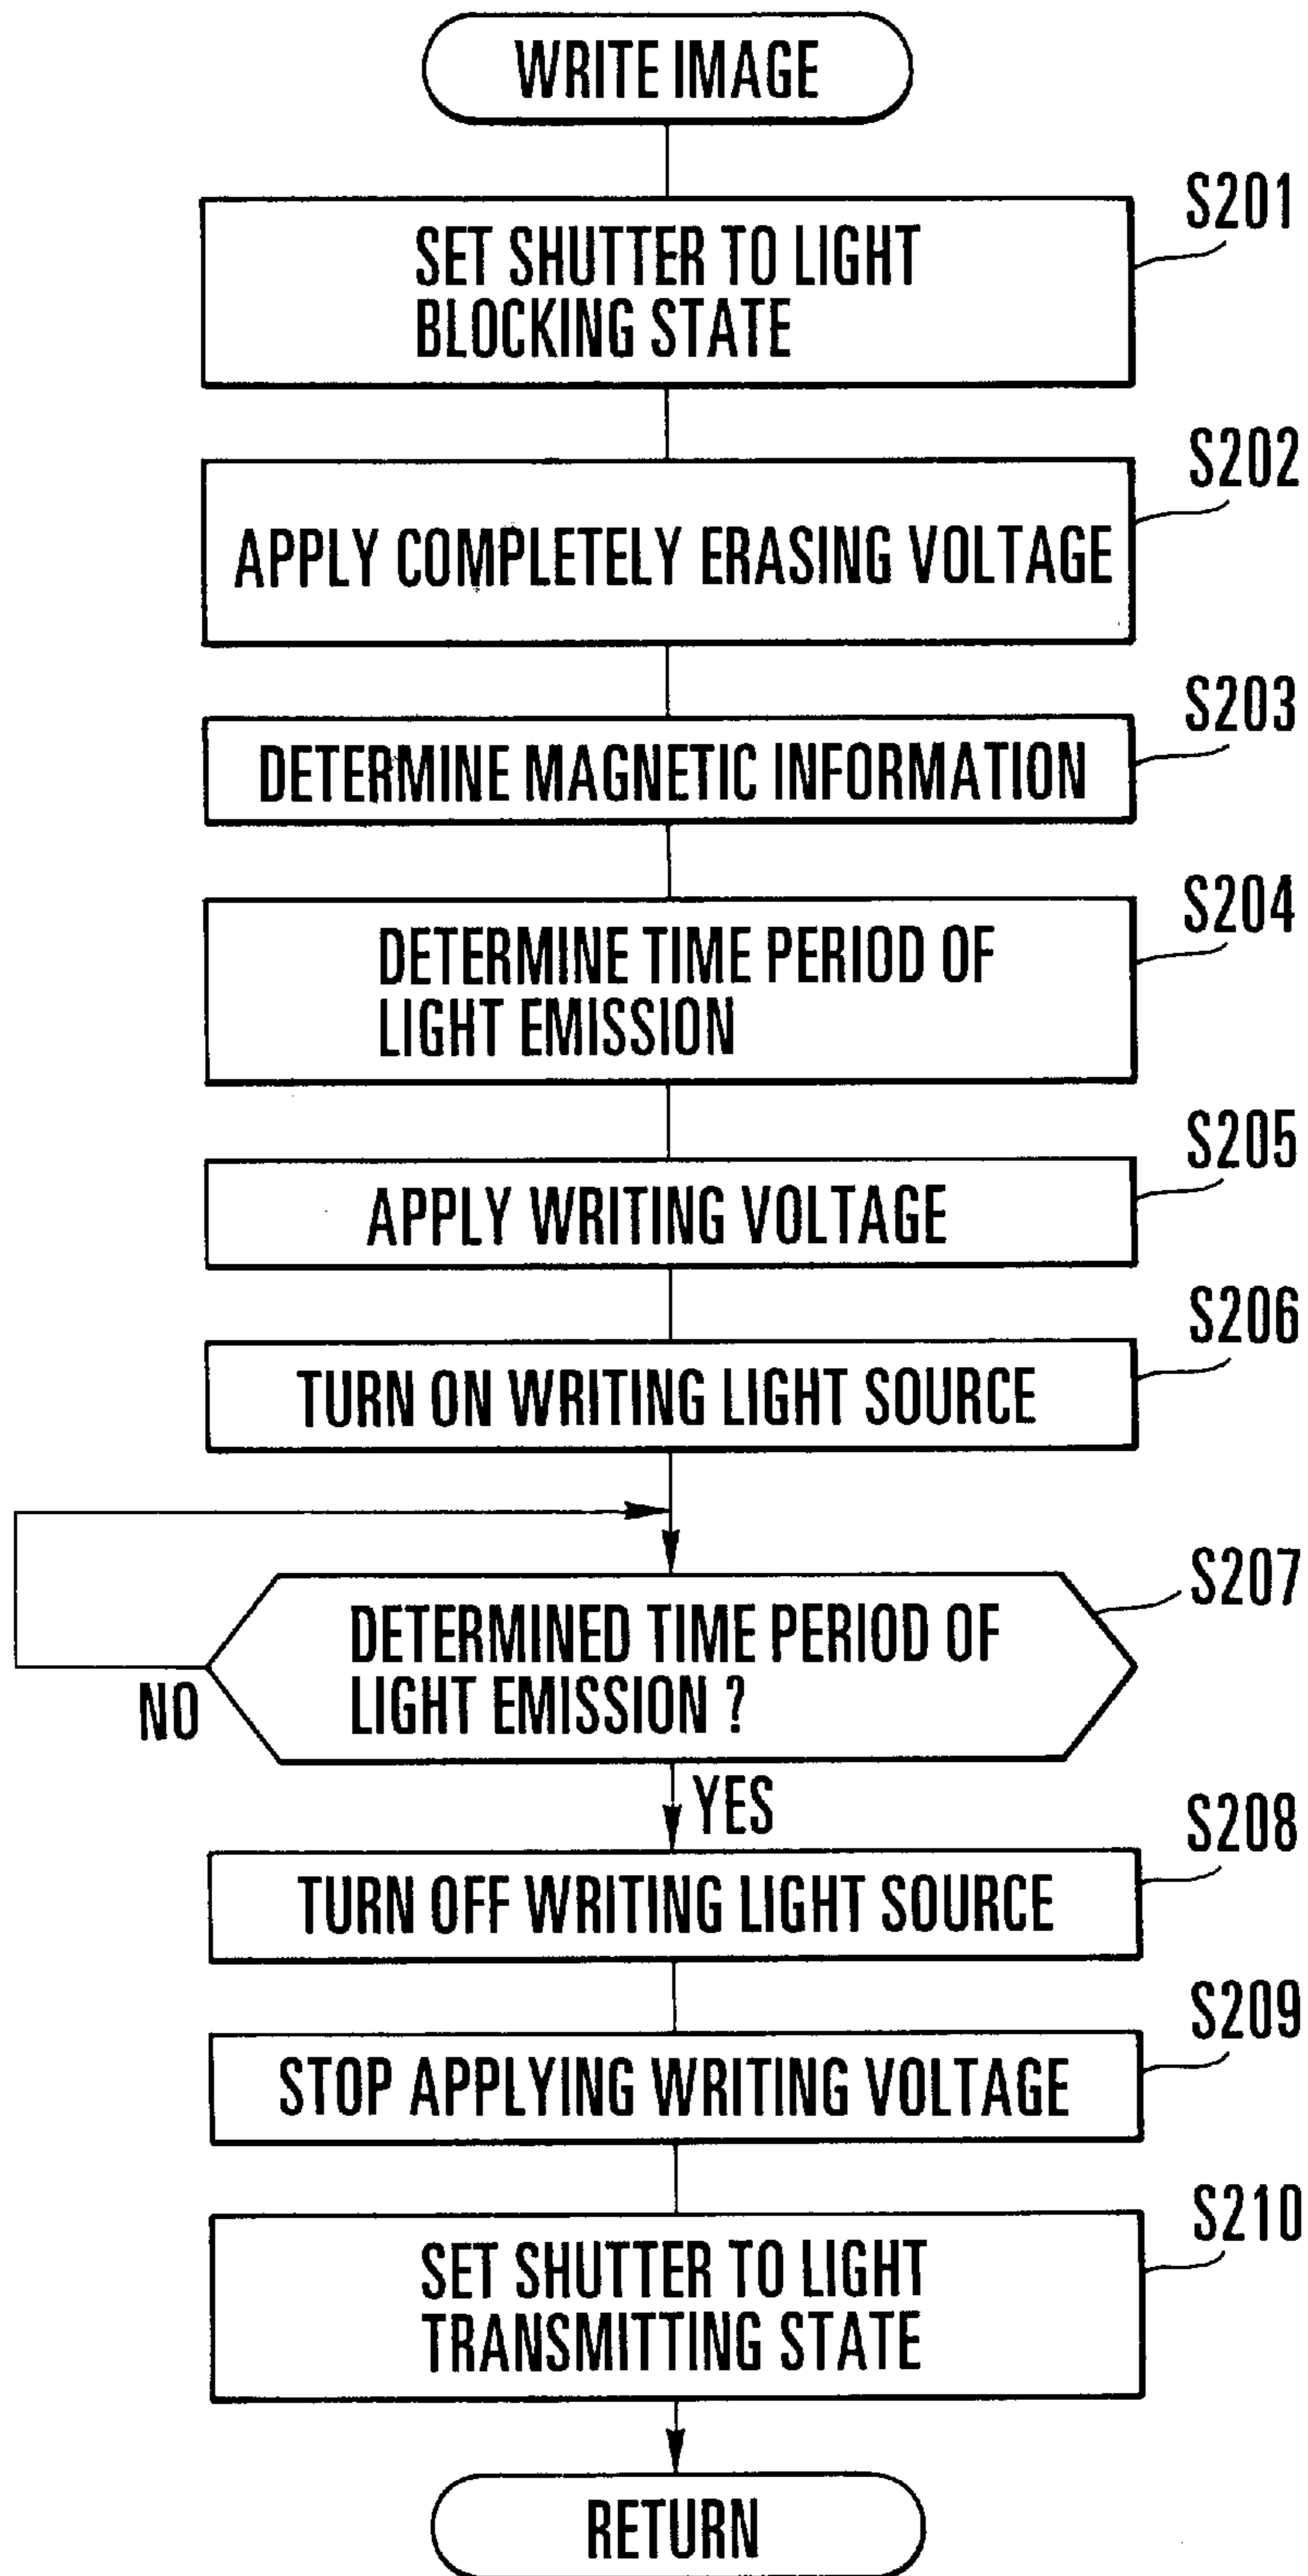 WRITE IMAGE
S201
SET SHUTTER TO LIGHT
BLOCKING STATE
S202
APPLY COMPLETELY ERASING VOLTAGE
S203
DETERMINE MAGNETIC INFORMATION
S204
DETERMINE TIME PERIOD OF
LIGHT EMISSION
S205
APPLY WRITING VOLTAGE
S206
TURN ON WRITING LIGHT SOURCE
S207
DETERMINED TIME PERIOD OF
LIGHT EMISSION ?
NO
YES
S208
TURN OFF WRITING LIGHT SOURCE
S209
STOP APPLYING WRITING VOLTAGE
S210
SET SHUTTER TO LIGHT
TRANSMITTING STATE
RETURN